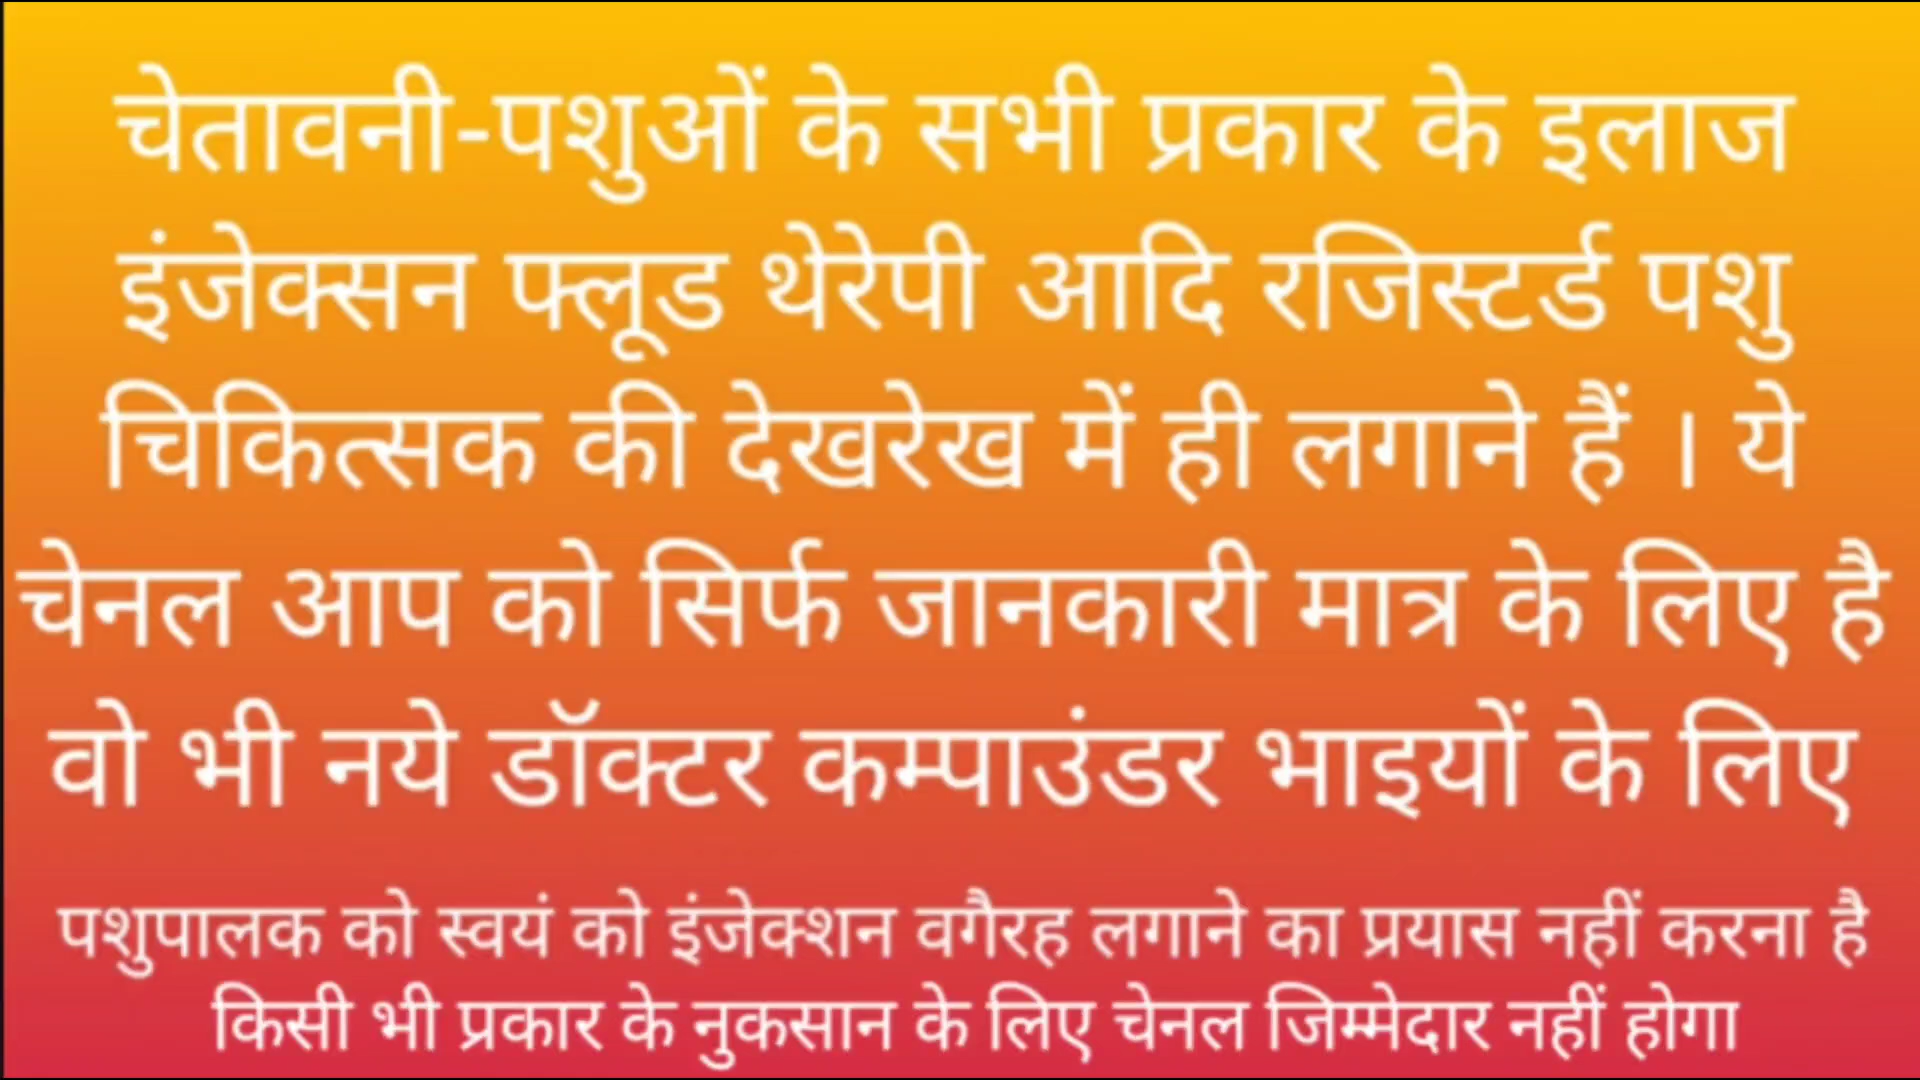 चेतावनी-पशुओं के सभी प्रकार के इलाज
इंजेक्सन फ्लूड थेरेपी आदि रजिस्टर्ड पशु
चिकित्सक की देखरेख में ही लगाने हैं । ये
चेनल आप को सिर्फ जानकारी मात्र के लिए है
वो भी नये डॉक्टर कम्पाउंडर भाइयों के लिए
पशुपालक को स्वयं को इंजेक्शन वगैरह लगाने का प्रयास नहीं करना है
किसी भी प्रकार के नुकसान के लिए चेनल जिम्मेदार नहीं होगा